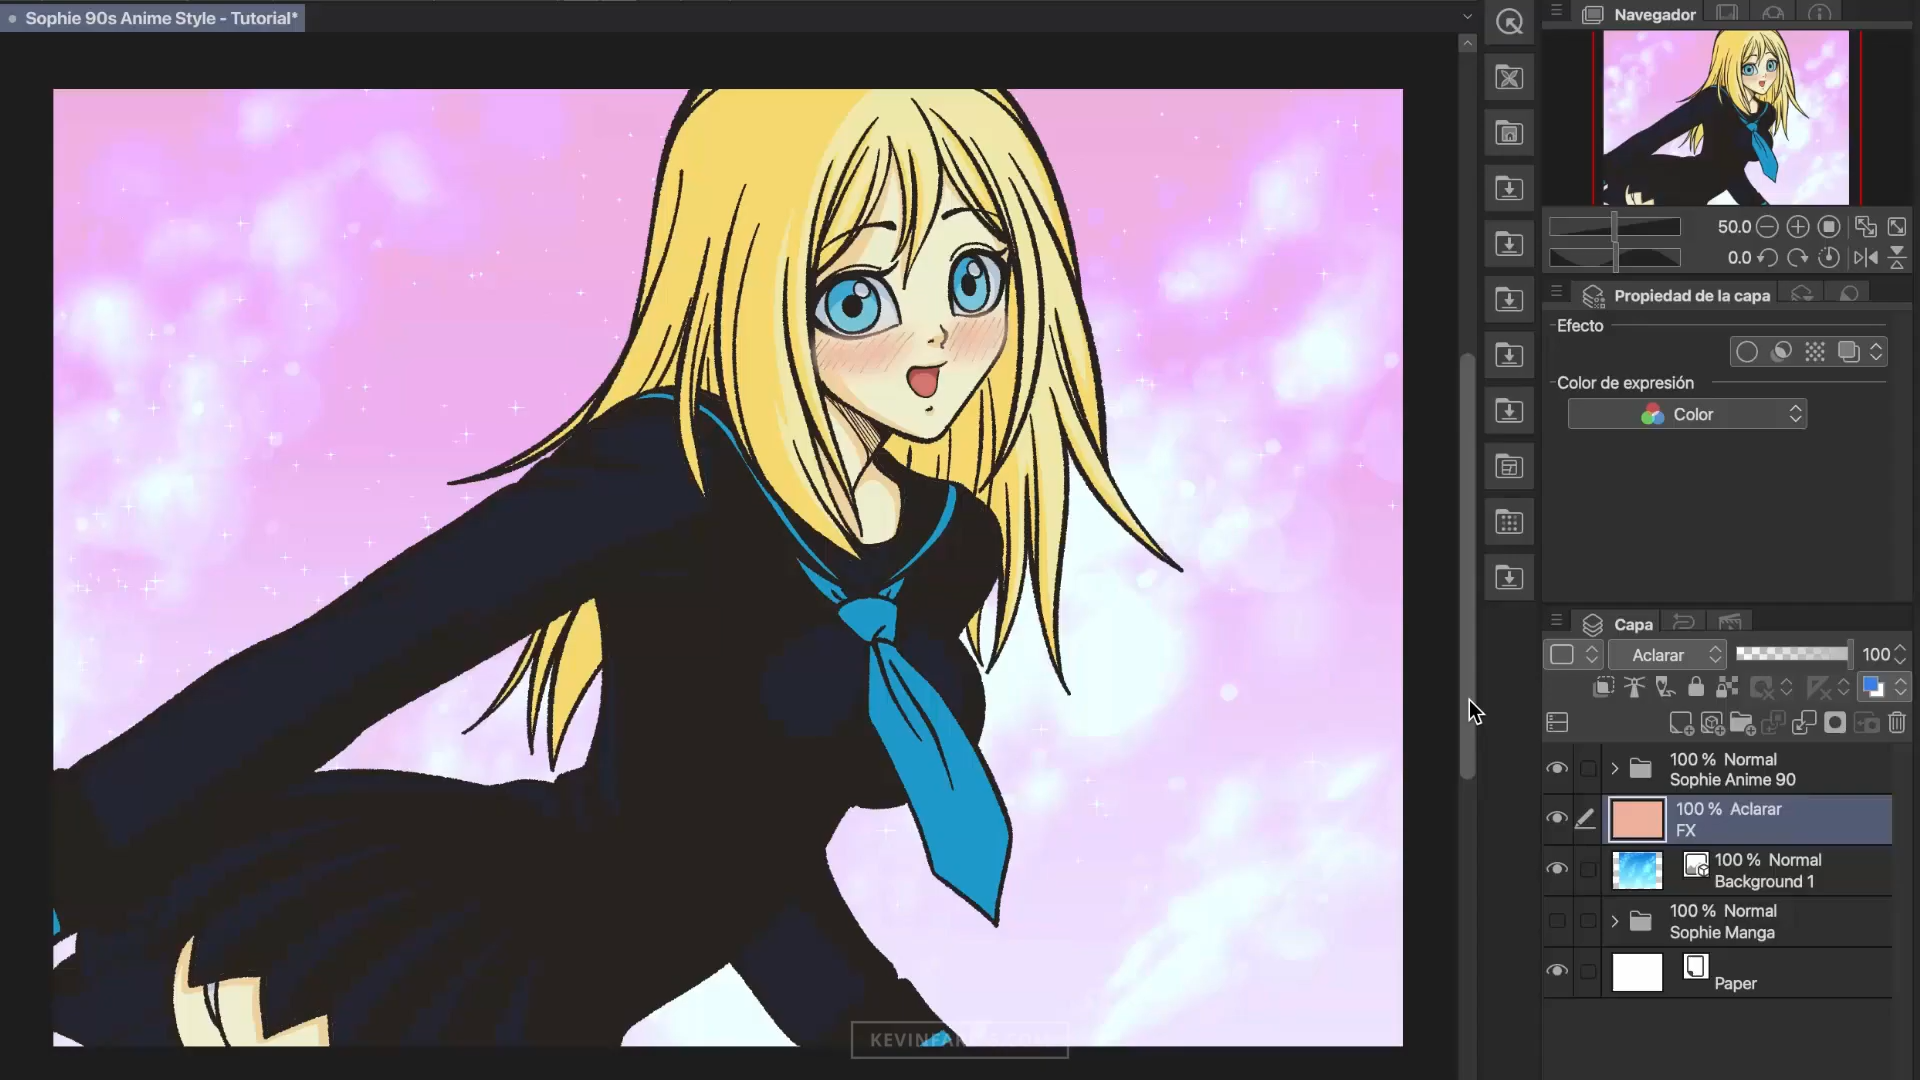 Sophie 90s Anime Style - Tutorial*
Navegador
50.0
0.0
Propiedad de la capa
Efecto
Color de expresión
Color
Capa
Aclarar
100
100 % Normal
Sophie Anime 90
100 % Aclarar
FX
100 % Normal
Background 1
100 % Normal
Sophie Manga
Paper